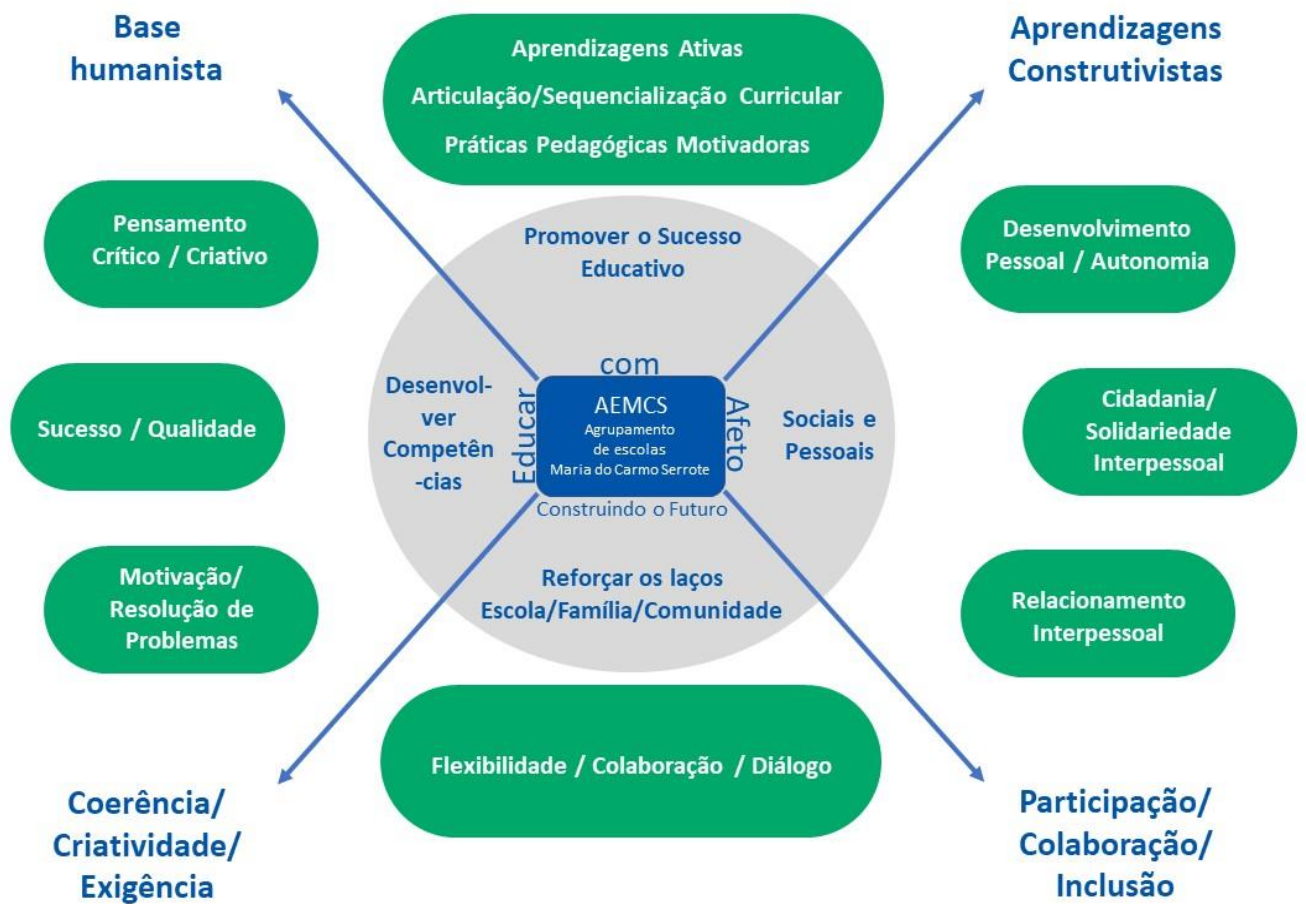 Base
humanista
Aprendizagens Ativas
Articulação/Sequencialização Curricular
Práticas Pedagógicas Motivadoras
Aprendizagens
Construtivistas
Pensamento
Crítico / Criativo
Promover o Sucesso
Educativo
Desenvolvimento
Pessoal / Autonomia
Sucesso / Qualidade
Desenvol-
ver
Competên
-cias
Educar
com
Afeto
AEMCS
Agrupamento
de escolas
Maria do Carmo Serrote
Construindo o Futuro
Sociais e
Pessoais
Cidadania/
Solidariedade
Interpessoal
Motivação/
Resolução de
Problemas
Reforçar os laços
Escola/Família/Comunidade
Relacionamento
Interpessoal
Flexibilidade / Colaboração / Diálogo
Coerência/
Criatividade/
Exigência
Participação/
Colaboração/
Inclusão